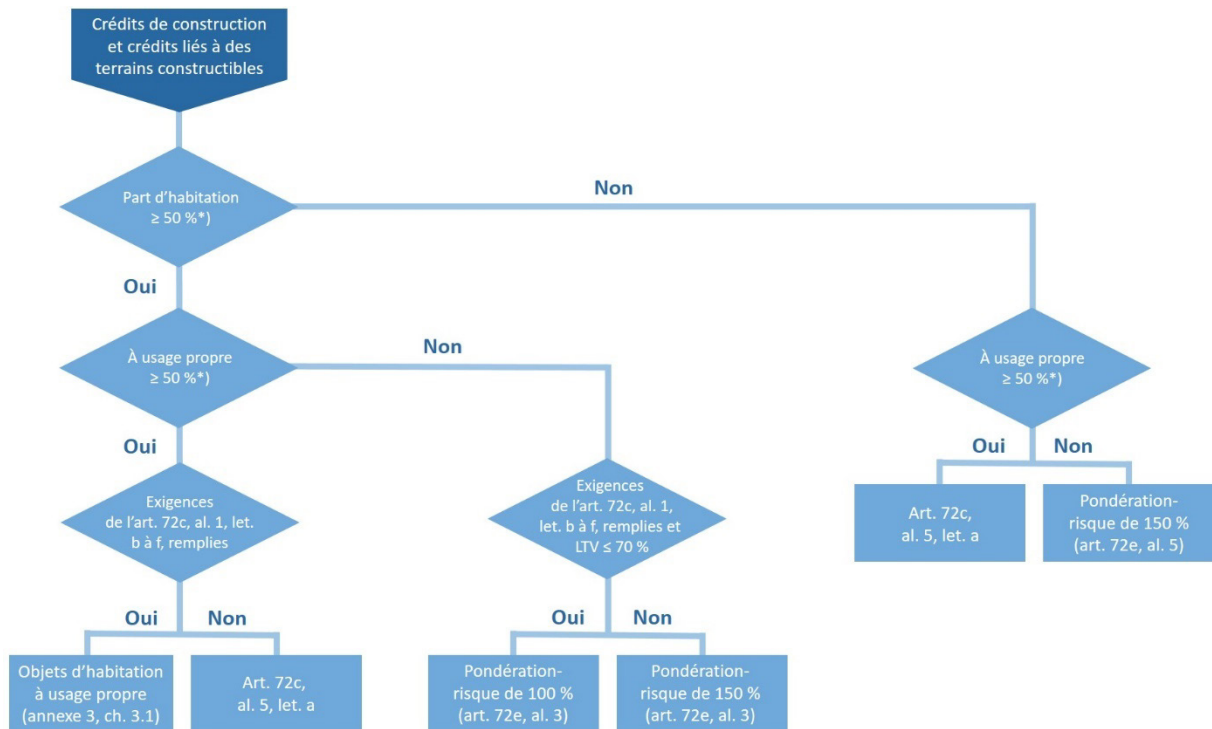 Crédits de construction
et crédits liés à des
terrains constructibles
Part d’habitation
≥ 50 %*)
Non
Oui
À usage propre
≥ 50 %*)
Non
À usage propre
≥ 50 %*)
Oui
Oui
Non
Exigences
de l’art. 72c, al. 1, let.
b à f, remplies
Exigences
de l’art. 72c, al. 1,
let. b à f, remplies et
LTV ≤ 70 %
Art. 72c,
al. 5, let. a
Pondération-
risque de 150 %
(art. 72e, al. 5)
Oui
Non
Oui
Non
Objets d’habitation
à usage propre
(annexe 3, ch. 3.1)
Art. 72c,
al. 5, let. a
Pondération-
risque de 100 %
(art. 72e, al. 3)
Pondération-
risque de 150 %
(art. 72e, al. 3)